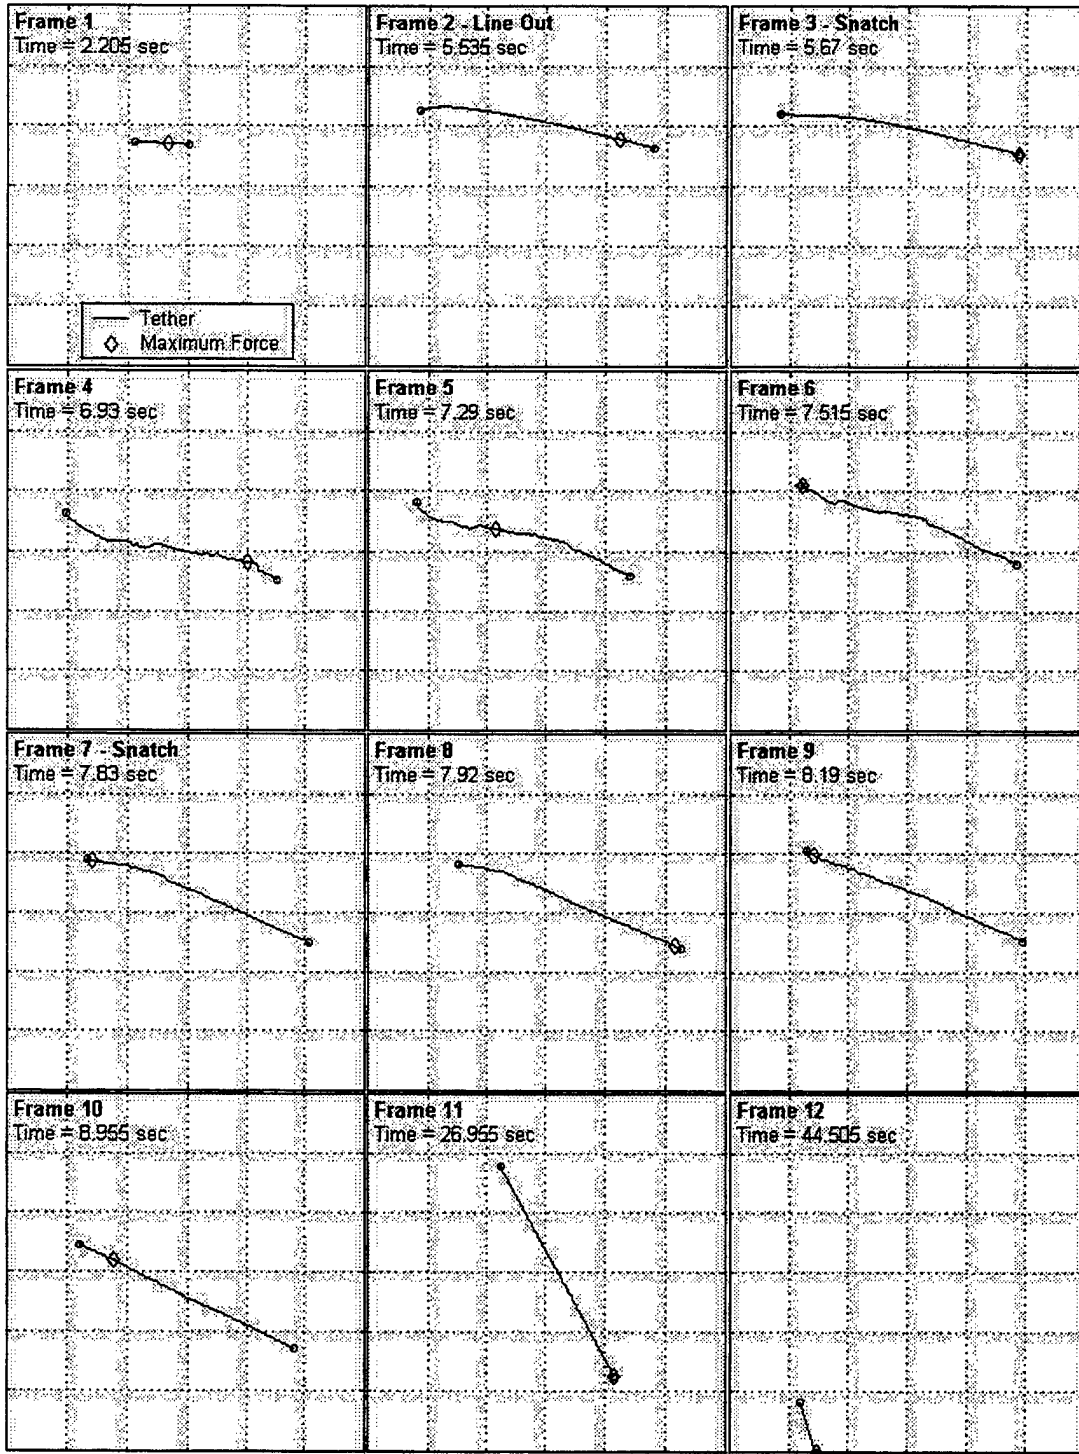 Frame 1
Time = 2.205 sec
Frame 2 - Line Out
Time = 5.535 sec
Frame 3 - Snatch
Time = 5.67 sec
Tether
Maximum Force
Frame 4
Time = 6.93 sec
Frame 5
Time = 7.29 sec
Frame 6
Time = 7.515 sec
Frame 7 - Snatch
Time = 7.83 sec
Frame 8
Time = 7.92 sec
Frame 9
Time = 8.19 sec
Frame 10
Time = 8.955 sec
Frame 11
Time = 26.955 sec
Frame 12
Time = 44.505 sec